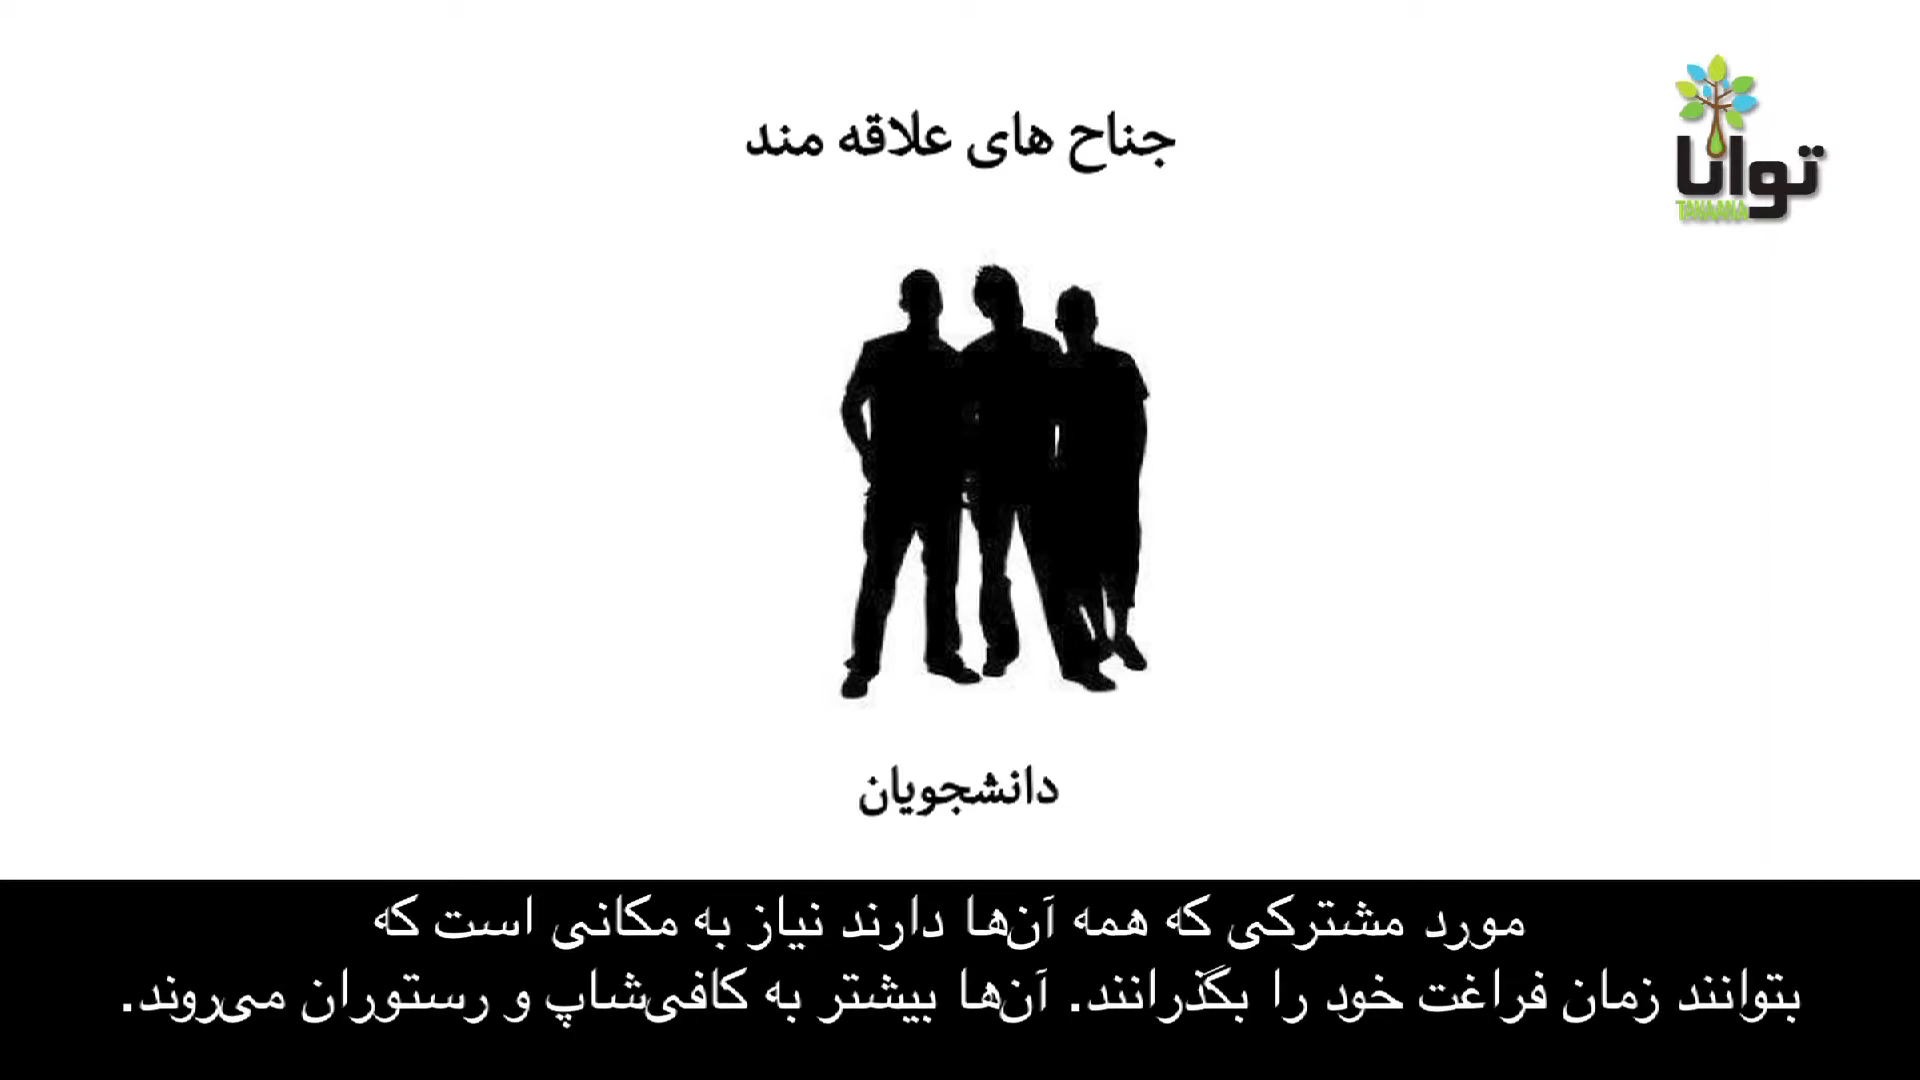 جناح های علاقه مند
توانا
TAVAANA
دانشجویان
مورد مشترکی که همه آن‌ها دارند نیاز به مکانی است که
بتوانند زمان فراغت خود را بگذرانند. آن‌ها بیشتر به کافی‌شاپ و رستوران می‌روند.